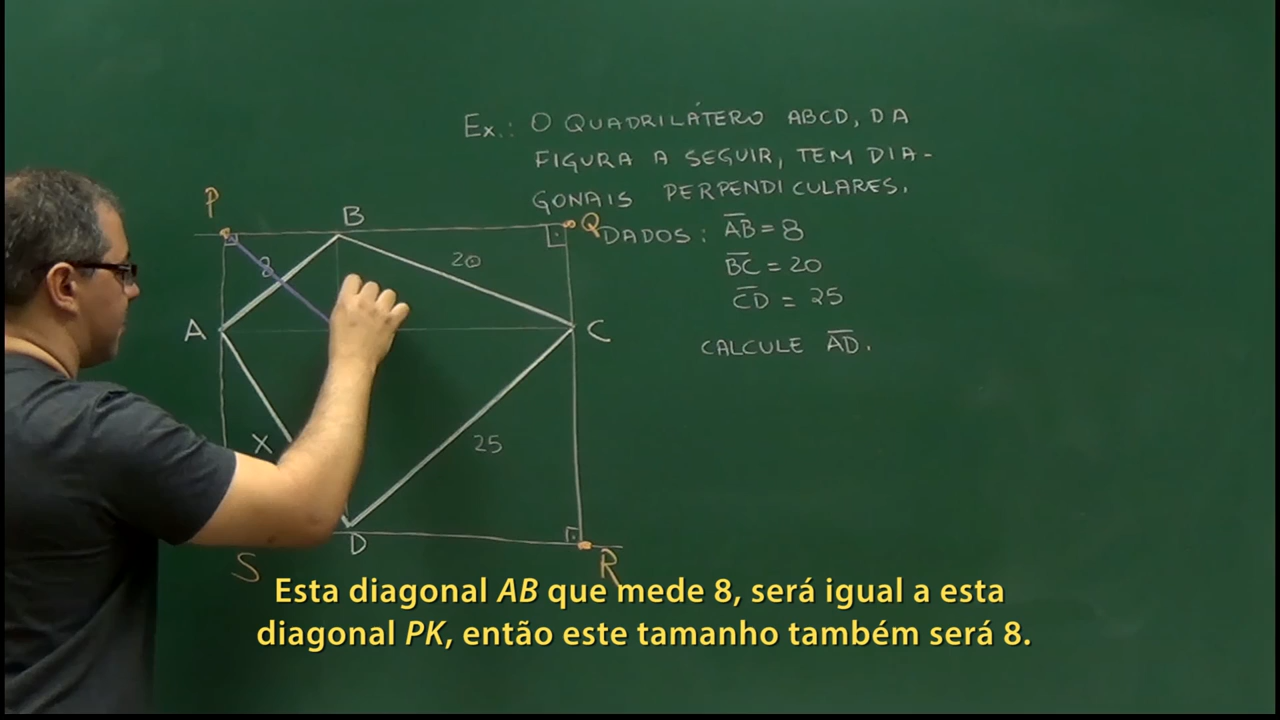 Ex.: O QUADRILÁTERO ABCD, DA
FIGURA A SEGUIR, TEM DIA-
GONAIS PERPENDICULARES.
DADOS: AB = 8
BC = 20
CD = 25
CALCULE AD.
P
B
Q
8
20
A
C
X
25
S
D
R
Esta diagonal AB que mede 8, será igual a esta
diagonal PK, então este tamanho também será 8.